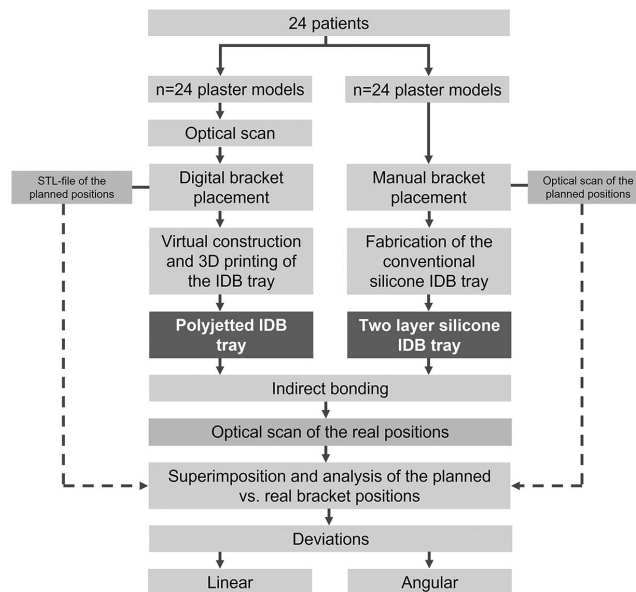 24 patients
n=24 plaster models
n=24 plaster models
Optical scan
STL-file of the
planned positions
Digital bracket
placement
Manual bracket
placement
Optical scan of the
planned positions
Virtual construction
and 3D printing of
the IDB tray
Fabrication of the
conventional
silicone IDB tray
Polyjetted IDB
tray
Two layer silicone
IDB tray
Indirect bonding
Optical scan of the real positions
Superimposition and analysis of the planned
vs. real bracket positions
Deviations
Linear
Angular